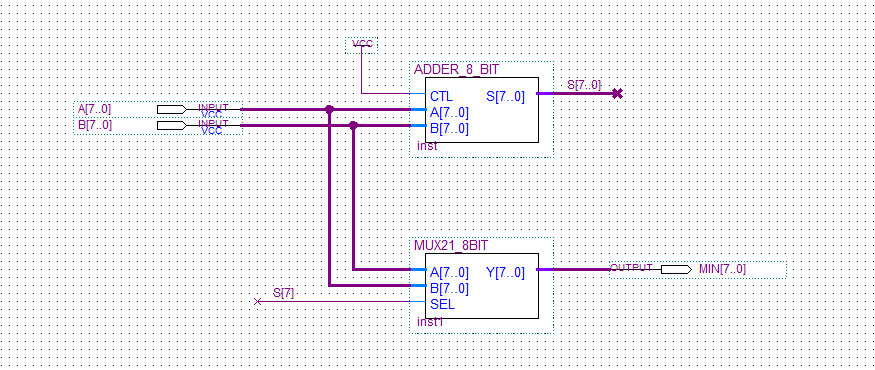 VCC
ADDER_8_BIT
S[7..0]
CTL
S[7..0]
A[7..0]
INPUT
VCC
A[7..0]
B[7..0]
INPUT
VCC
B[7..0]
inst
MUX21_8BIT
A[7..0]
Y[7..0]
OUTPUT
MIN[7..0]
B[7..0]
S[7]
SEL
inst1